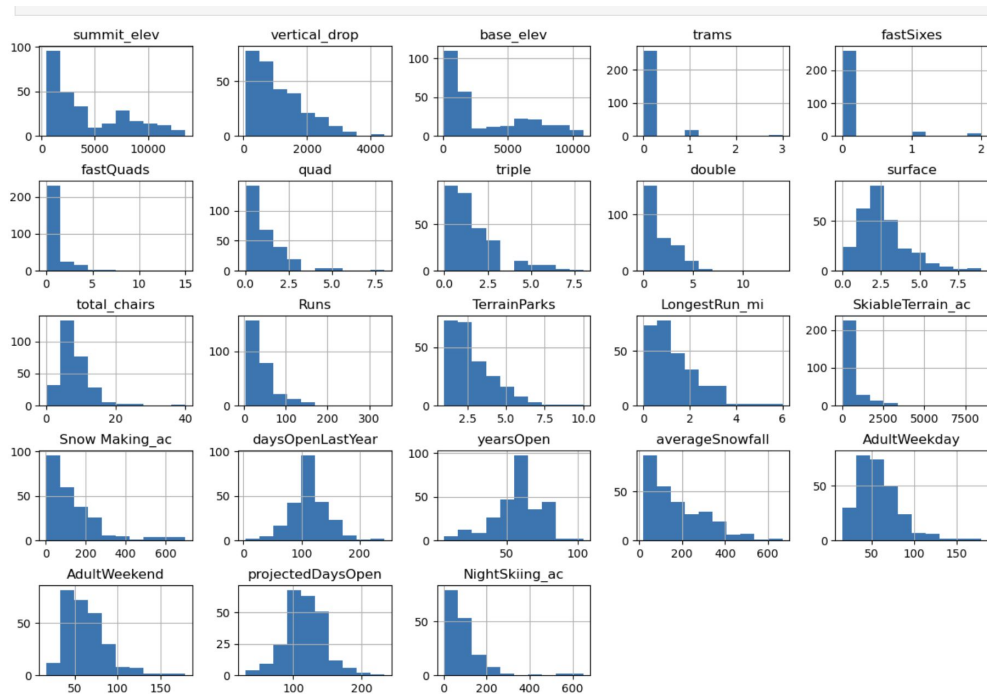 summit_elev vertical_drop base_elev trams fastSixes
100
50
0
0 5000 10000
50
0
0 2000 4000
100
50
0
0 5000 10000
200
100
0
0 1 2 3
200
100
0
0 1 2
fastQuads quad triple double surface
200
100
0
0 5 10 15
100
50
0
0.0 2.5 5.0 7.5
50
0
0.0 2.5 5.0 7.5
100
0
0 5 10
50
0
0.0 2.5 5.0 7.5
total_chairs Runs TerrainParks LongestRun_mi SkiableTerrain_ac
100
50
0
0 20 40
100
0
0 100 200 300
50
0
2.5 5.0 7.5 10.0
50
0
0 2 4 6
200
100
0
0 2500 5000 7500
Snow Making_ac daysOpenLastYear yearsOpen averageSnowfall AdultWeekday
100
50
0
0 200 400 600
50
0
0 100 200
100
50
0
50 100
50
0
0 200 400 600
50
0
50 100 150
AdultWeekend projectedDaysOpen NightSkiing_ac
50
0
50 100 150
50
25
0
100 200
50
0
0 200 400 600